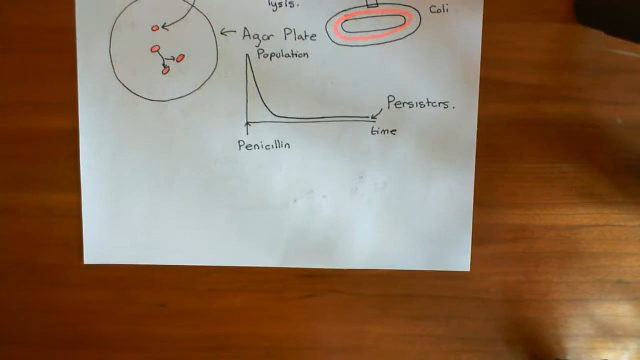 lysis.
Coli
Agar Plate
Population
Persisters.
time
Penicillin